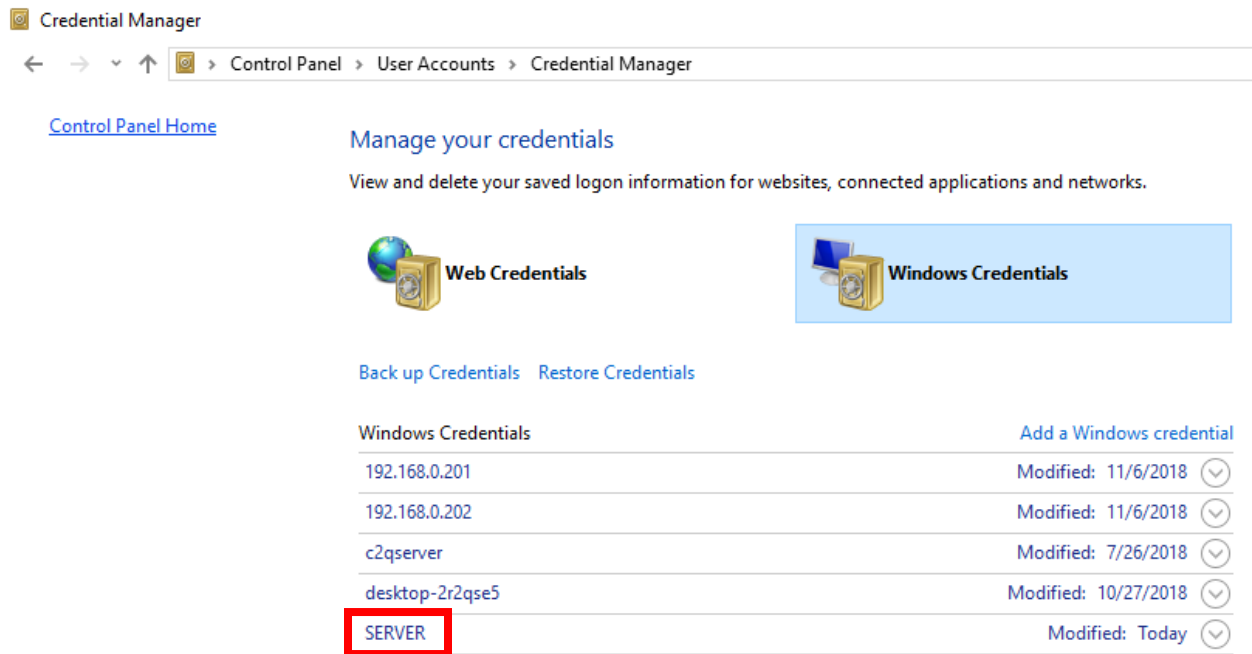 Credential Manager
Control Panel > User Accounts > Credential Manager
Control Panel Home
Manage your credentials
View and delete your saved logon information for websites, connected applications and networks.
Web Credentials Windows Credentials
Back up Credentials Restore Credentials
Windows Credentials Add a Windows credential
192.168.0.201 Modified: 11/6/2018
192.168.0.202 Modified: 11/6/2018
c2qserver Modified: 7/26/2018
desktop-2r2qse5 Modified: 10/27/2018
SERVER Modified: Today